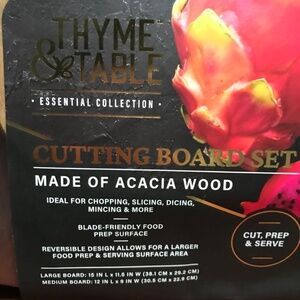 THYME
& TABLE
• ESSENTIAL COLLECTION •
CUTTING BOARD SET
MADE OF ACACIA WOOD
IDEAL FOR CHOPPING, SLICING, DICING,
MINCING & MORE
BLADE-FRIENDLY FOOD
PREP SURFACE
REVERSIBLE DESIGN ALLOWS FOR A LARGER
FOOD PREP & SERVING SURFACE AREA
CUT, PREP
& SERVE
LARGE BOARD: 15 IN x 11.5 IN (38.1 CM x 29.2 CM)
MEDIUM BOARD: 12 IN x 9 IN (30.5 CM x 22.9 CM)